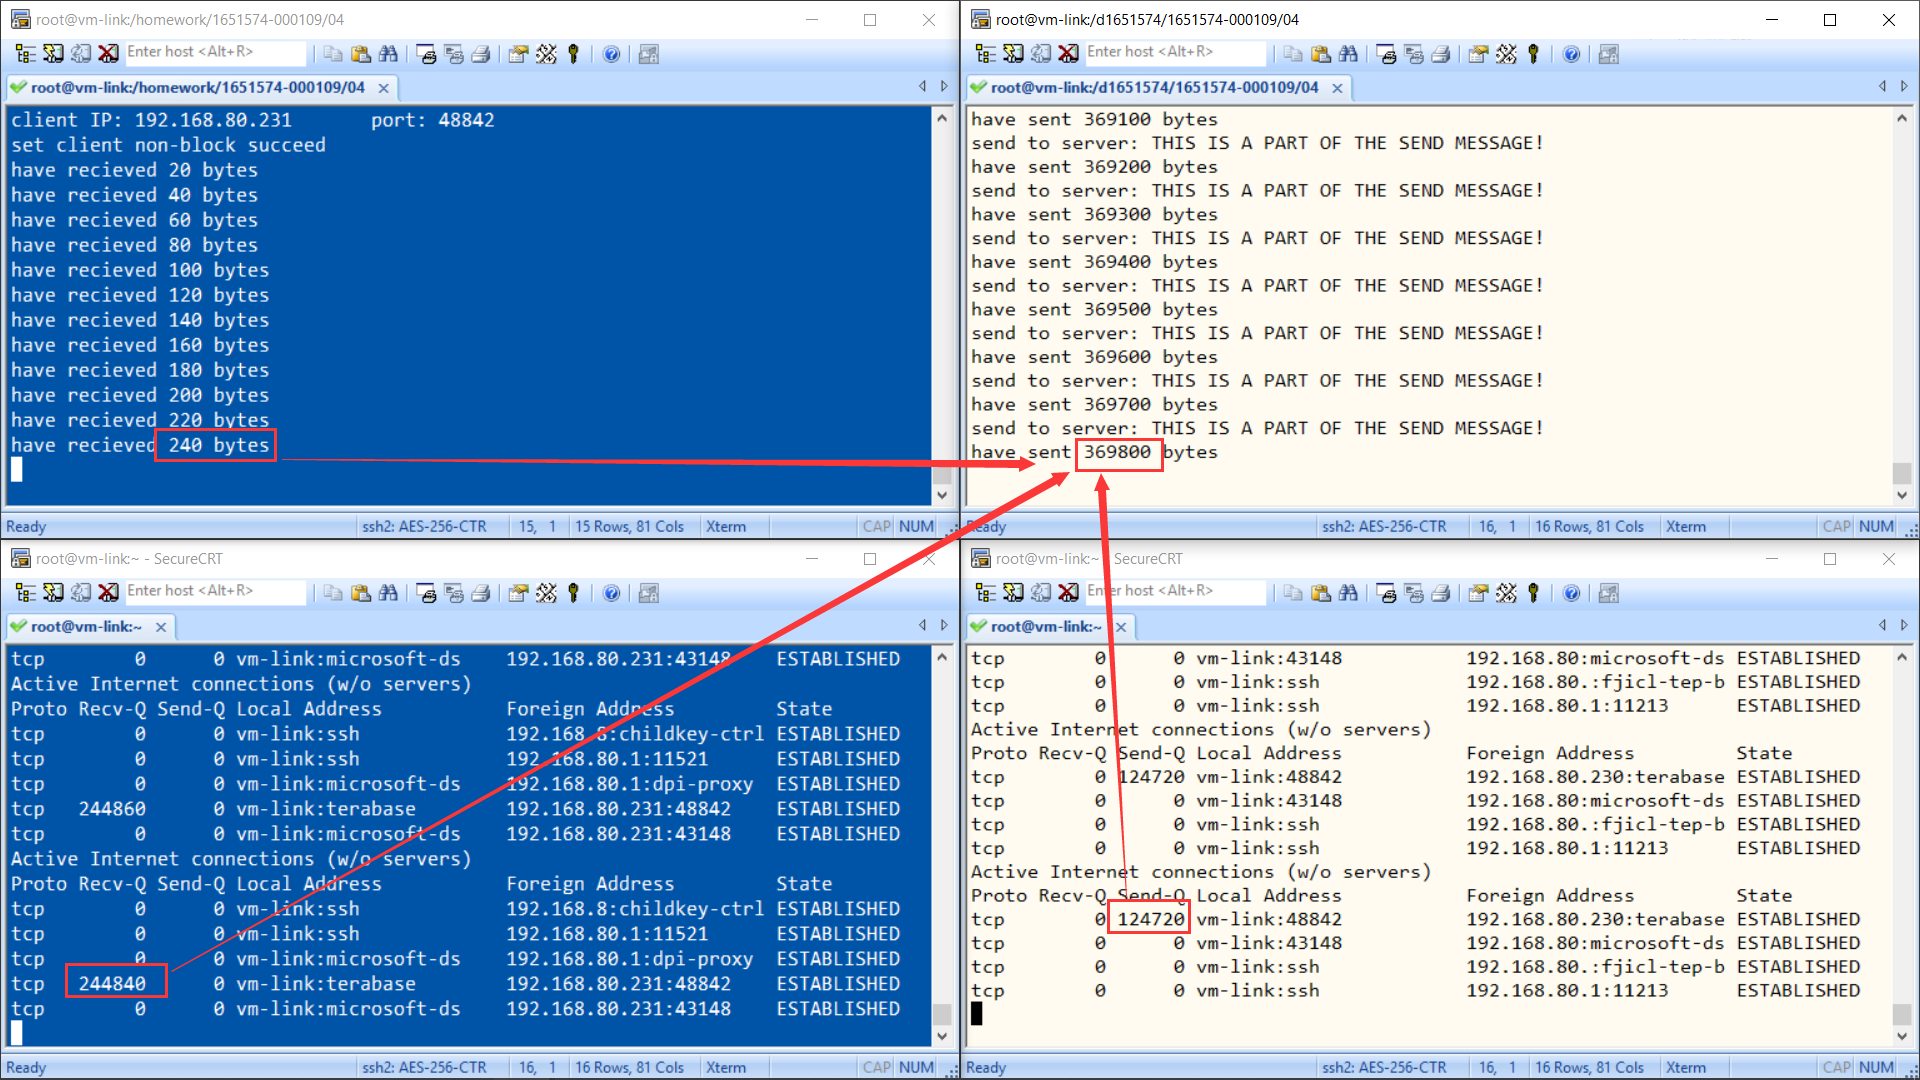 root@vm-link:/homework/1651574-000109/04
Enter host <Alt+R>
root@vm-link:/homework/1651574-000109/04
client IP: 192.168.80.231 port: 48842
set client non-block succeed
have recieved 20 bytes
have recieved 40 bytes
have recieved 60 bytes
have recieved 80 bytes
have recieved 100 bytes
have recieved 120 bytes
have recieved 140 bytes
have recieved 160 bytes
have recieved 180 bytes
have recieved 200 bytes
have recieved 220 bytes
have recieved 240 bytes
Ready ssh2: AES-256-CTR 15, 1 15 Rows, 81 Cols Xterm CAP NUM
root@vm-link:/d1651574/1651574-000109/04
Enter host <Alt+R>
root@vm-link:/d1651574/1651574-000109/04
have sent 369100 bytes
send to server: THIS IS A PART OF THE SEND MESSAGE!
have sent 369200 bytes
send to server: THIS IS A PART OF THE SEND MESSAGE!
have sent 369300 bytes
send to server: THIS IS A PART OF THE SEND MESSAGE!
have sent 369400 bytes
send to server: THIS IS A PART OF THE SEND MESSAGE!
have sent 369500 bytes
send to server: THIS IS A PART OF THE SEND MESSAGE!
have sent 369600 bytes
send to server: THIS IS A PART OF THE SEND MESSAGE!
have sent 369700 bytes
send to server: THIS IS A PART OF THE SEND MESSAGE!
have sent 369800 bytes
Ready ssh2: AES-256-CTR 16, 1 16 Rows, 81 Cols Xterm CAP NUM
root@vm-link:~ - SecureCRT
Enter host <Alt+R>
root@vm-link:~
tcp 0 0 vm-link:microsoft-ds 192.168.80.231:43148 ESTABLISHED
Active Internet connections (w/o servers)
Proto Recv-Q Send-Q Local Address Foreign Address State
tcp 0 0 vm-link:ssh 192.168.8:childkey-ctrl ESTABLISHED
tcp 0 0 vm-link:ssh 192.168.80.1:11521 ESTABLISHED
tcp 0 0 vm-link:microsoft-ds 192.168.80.1:dpi-proxy ESTABLISHED
tcp 244860 0 vm-link:terabase 192.168.80.231:48842 ESTABLISHED
tcp 0 0 vm-link:microsoft-ds 192.168.80.231:43148 ESTABLISHED
Active Internet connections (w/o servers)
Proto Recv-Q Send-Q Local Address Foreign Address State
tcp 0 0 vm-link:ssh 192.168.8:childkey-ctrl ESTABLISHED
tcp 0 0 vm-link:ssh 192.168.80.1:11521 ESTABLISHED
tcp 0 0 vm-link:microsoft-ds 192.168.80.1:dpi-proxy ESTABLISHED
tcp 244840 0 vm-link:terabase 192.168.80.231:48842 ESTABLISHED
tcp 0 0 vm-link:microsoft-ds 192.168.80.231:43148 ESTABLISHED
Ready ssh2: AES-256-CTR 16, 1 16 Rows, 81 Cols Xterm CAP NUM
root@vm-link:~ SecureCRT
Enter host <Alt+R>
root@vm-link:~
tcp 0 0 vm-link:43148 192.168.80:microsoft-ds ESTABLISHED
tcp 0 0 vm-link:ssh 192.168.80.:fjicl-tep-b ESTABLISHED
tcp 0 0 vm-link:ssh 192.168.80.1:11213 ESTABLISHED
Active Internet connections (w/o servers)
Proto Recv-Q Send-Q Local Address Foreign Address State
tcp 0 124720 vm-link:48842 192.168.80.230:terabase ESTABLISHED
tcp 0 0 vm-link:43148 192.168.80:microsoft-ds ESTABLISHED
tcp 0 0 vm-link:ssh 192.168.80.:fjicl-tep-b ESTABLISHED
tcp 0 0 vm-link:ssh 192.168.80.1:11213 ESTABLISHED
Active Internet connections (w/o servers)
Proto Recv-Q Send-Q Local Address Foreign Address State
tcp 0 124720 vm-link:48842 192.168.80.230:terabase ESTABLISHED
tcp 0 0 vm-link:43148 192.168.80:microsoft-ds ESTABLISHED
tcp 0 0 vm-link:ssh 192.168.80.:fjicl-tep-b ESTABLISHED
tcp 0 0 vm-link:ssh 192.168.80.1:11213 ESTABLISHED
Ready ssh2: AES-256-CTR 16, 1 16 Rows, 81 Cols Xterm CAP NUM